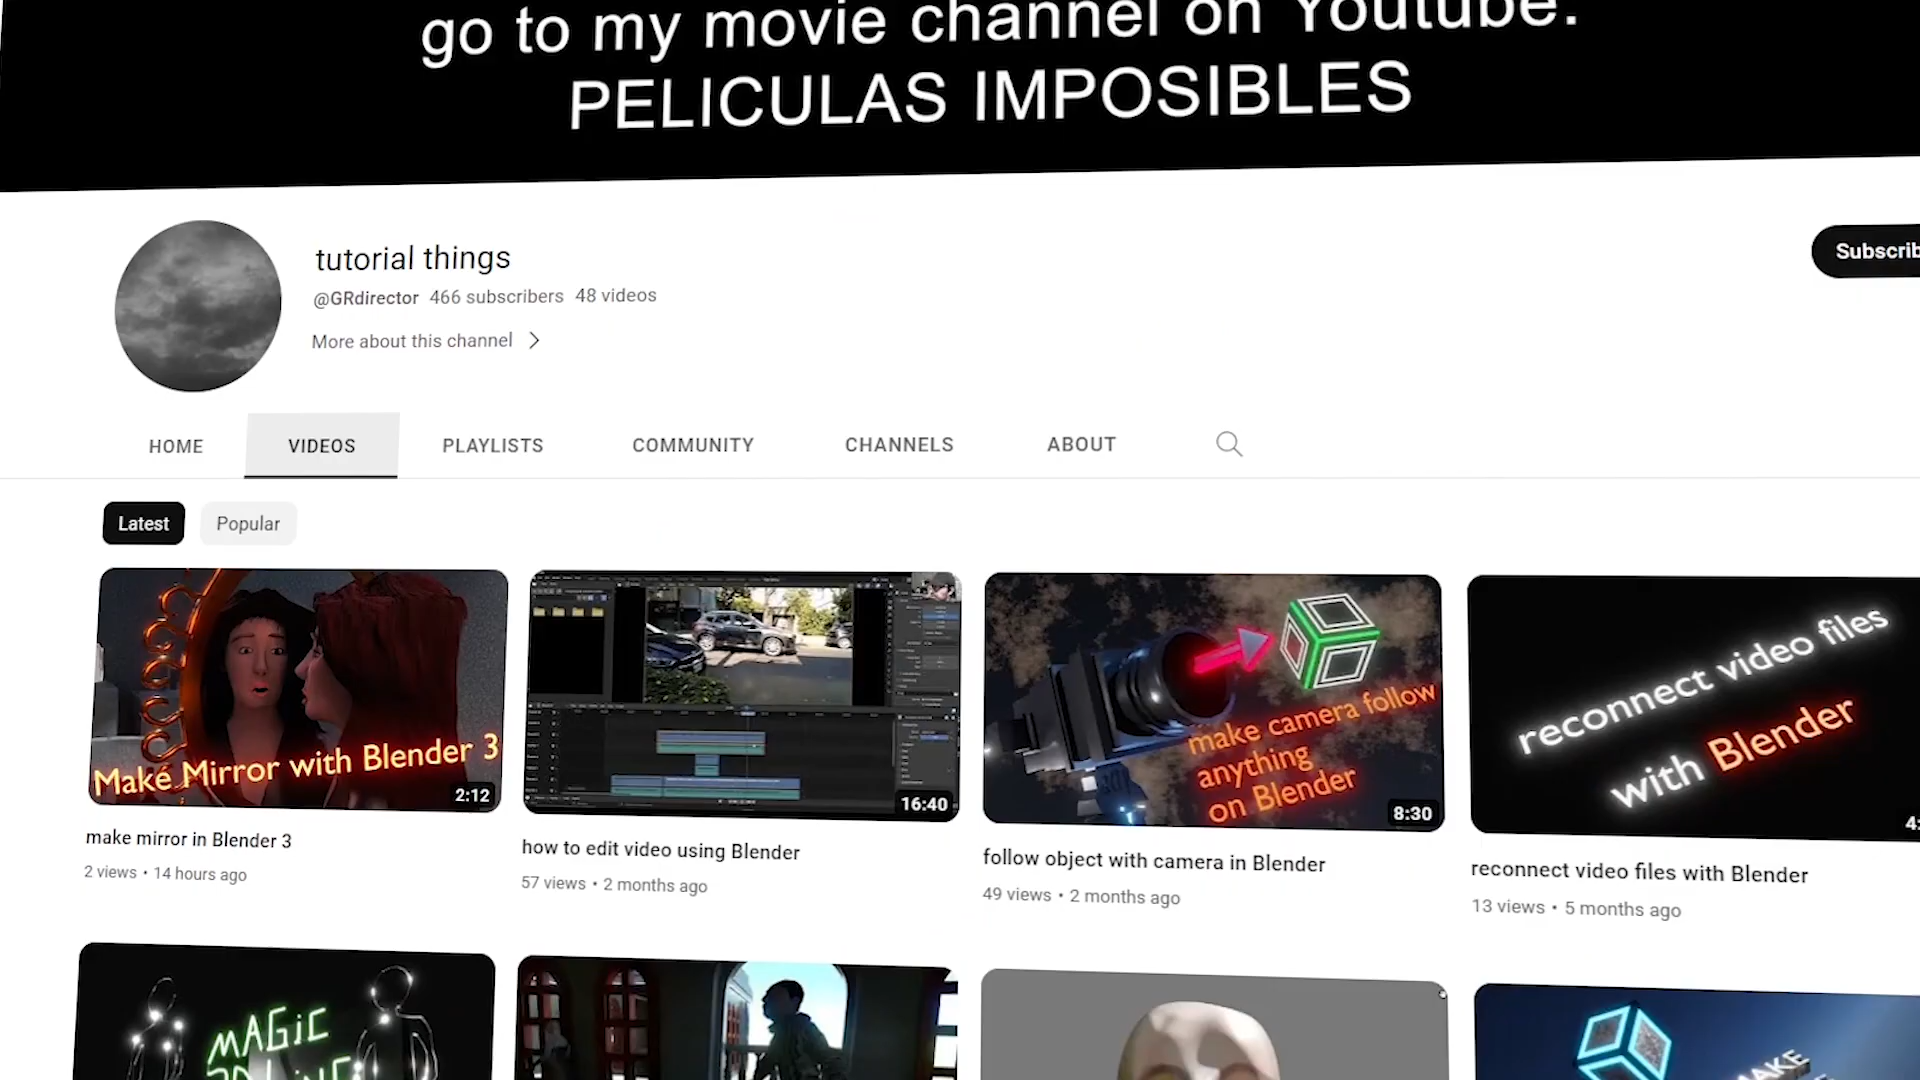 go to my movie channel on Youtube:
PELICULAS IMPOSIBLES
tutorial things
@GRdirector 466 subscribers 48 videos
More about this channel
HOME VIDEOS PLAYLISTS COMMUNITY CHANNELS ABOUT
Latest Popular
Make Mirror with Blender 3
2:12
make mirror in Blender 3
2 views • 14 hours ago
16:40
how to edit video using Blender
57 views • 2 months ago
make camera follow
anything
on Blender
8:30
follow object with camera in Blender
49 views • 2 months ago
reconnect video files
with Blender
reconnect video files with Blender
13 views • 5 months ago
MAGIC
MAKE